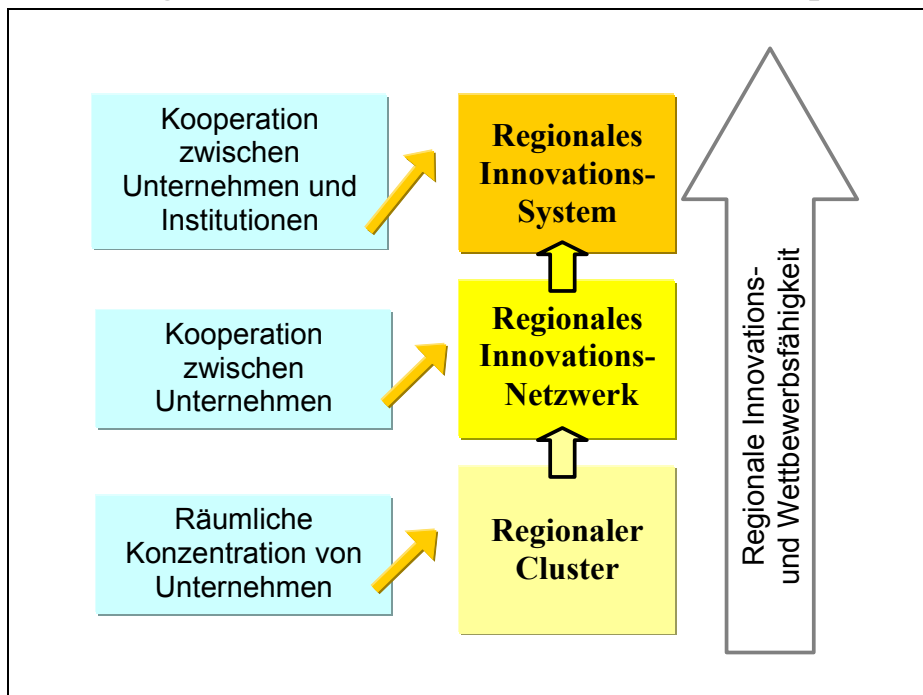 Kooperation
zwischen
Unternehmen und
Institutionen
Regionales
Innovations-
System
Kooperation
zwischen
Unternehmen
Regionales
Innovations-
Netzwerk
Räumliche
Konzentration von
Unternehmen
Regionaler
Cluster
Regionale Innovations-
und Wettbewerbsfähigkeit